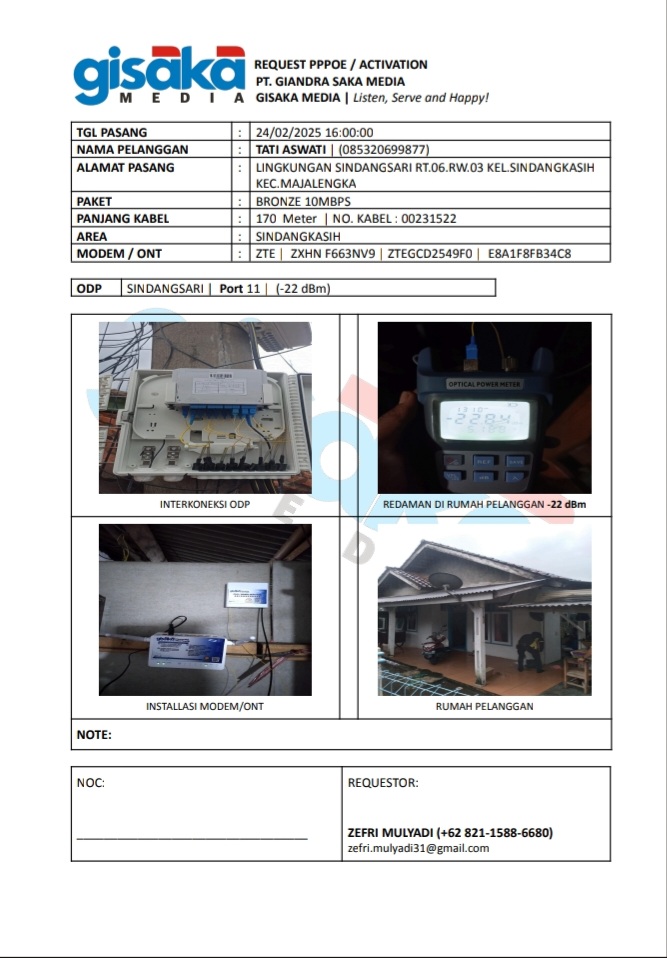 gisaka
MEDIA
REQUEST PPPOE / ACTIVATION
PT. GIANDRA SAKA MEDIA
GISAKA MEDIA | Listen, Serve and Happy!
TGL PASANG : 24/02/2025 16:00:00
NAMA PELANGGAN : TATI ASWATI | (085320699877)
ALAMAT PASANG : LINGKUNGAN SINDANGSARI RT.06.RW.03 KEL.SINDANGKASIH
KEC.MAJALENGKA
PAKET : BRONZE 10MBPS
PANJANG KABEL : 170 Meter | NO. KABEL : 00231522
AREA : SINDANGKASIH
MODEM / ONT : ZTE | ZXHN F663NV9 | ZTEGCD2549F0 | E8A1F8FB34C8
ODP SINDANGSARI | Port 11 | (-22 dBm)
OPTICAL POWER METER
INTERKONEKSI ODP
REDAMAN DI RUMAH PELANGGAN -22 dBm
gisaka
INSTALLASI MODEM/ONT
RUMAH PELANGGAN
NOTE:
NOC:
REQUESTOR:
ZEFRI MULYADI (+62 821-1588-6680)
zefri.mulyadi31@gmail.com